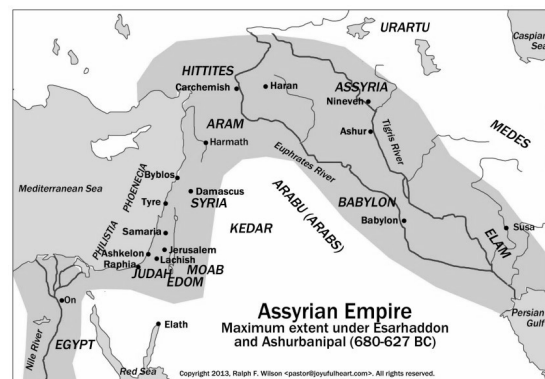 URARTU
Caspian
Sea
HITTITES
Carchemish
Haran
ASSYRIA
Nineveh
MEDES
ARAM
Ashur
Tigris River
Harmath
Euphrates River
Byblos
PHOENECIA
Mediterranean Sea
Damascus
SYRIA
Tyre
ARABU (ARABS)
BABYLON
Babylon
KEDAR
Susa
ELAM
Samaria
PHILISTIA
Ashkelon
Jerusalem
Lachish
Raphia
JUDAH
MOAB
EDOM
On
Elath
Persian
Gulf
Nile River
EGYPT
Red Sea
Assyrian Empire
Maximum extent under Esarhaddon
and Ashurbanipal (680-627 BC)
Copyright 2013, Ralph F. Wilson <pastor@joyfulheart.com>. All rights reserved.